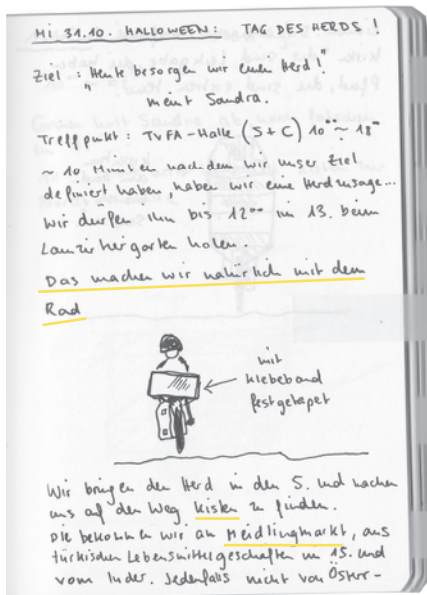 Mi 31.10. HALLOWEEN: TAG DES HERDS!
Ziel: "Heute besorgen wir einen Herd!"
meint Sandra.
Treffpunkt: TVFA-Halle (S+C) 10⁰⁰ ~ 18⁰⁰
~ 10 Minuten nachdem wir unser Ziel
definiert haben haben wir eine Herdzusage...
Wir dürfen ihn bis 12⁰⁰ im 13. beim
Lainzer Tiergarten holen.
Das machen wir natürlich mit dem
Rad
mit
Klebeband
festgetapet
Wir bringen den Herd in den 5. und machen
uns auf den Weg Kisten zu finden.
Die bekommen wir am Meidlingmarkt, aus
türkischen Lebensmittelgeschäften im 15. und
vom Inder. Jedenfalls nicht von Öster-